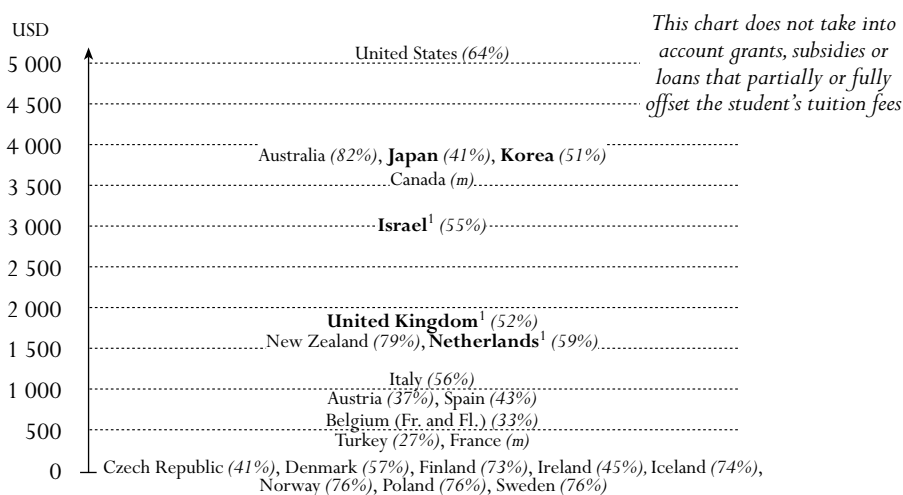 USD
This chart does not take into
account grants, subsidies or
loans that partially or fully
offset the student's tuition fees
5 000
United States (64%)
4 500
4 000
Australia (82%), Japan (41%), Korea (51%)
3 500
Canada (m)
3 000
Israel¹ (55%)
2 500
2 000
United Kingdom¹ (52%)
1 500
New Zealand (79%), Netherlands¹ (59%)
Italy (56%)
1 000
Austria (37%), Spain (43%)
Belgium (Fr. and Fl.) (33%)
500
Turkey (27%), France (m)
0
Czech Republic (41%), Denmark (57%), Finland (73%), Ireland (45%), Iceland (74%),
Norway (76%), Poland (76%), Sweden (76%)